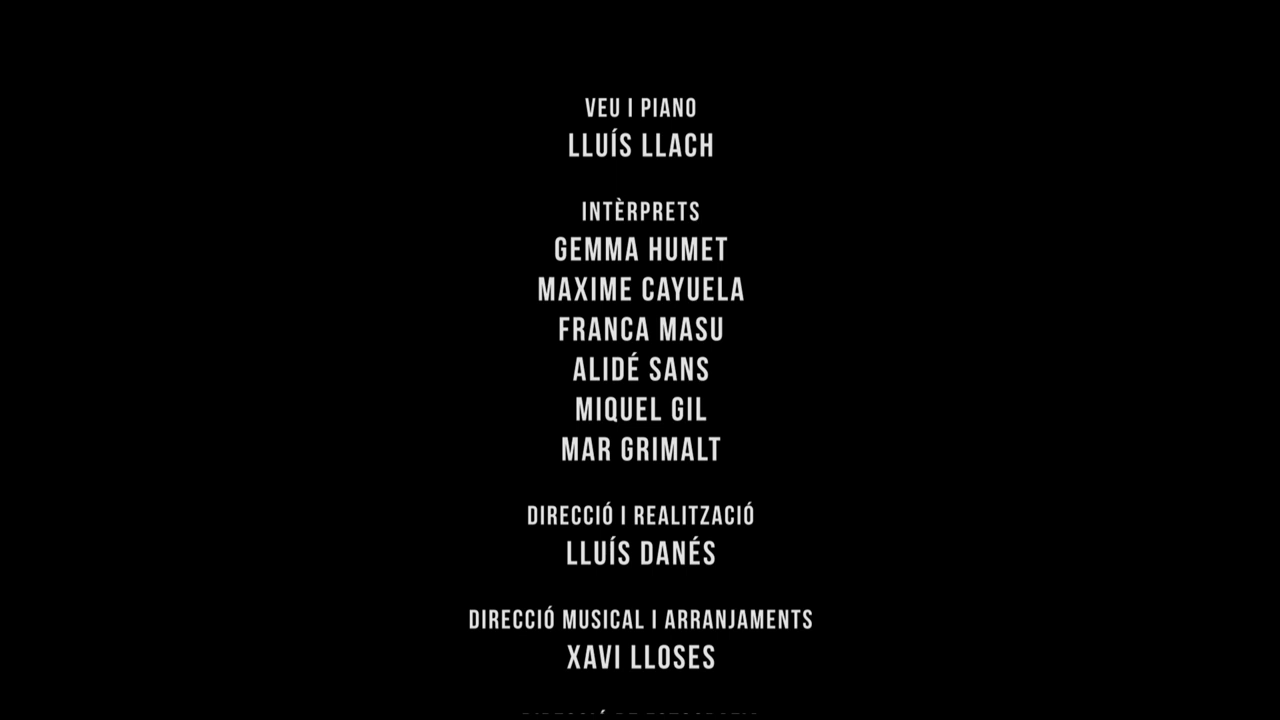 VEU I PIANO
LLUÍS LLACH
INTÈRPRETS
GEMMA HUMET
MAXIME CAYUELA
FRANCA MASU
ALIDÉ SANS
MIQUEL GIL
MAR GRIMALT
DIRECCIÓ I REALITZACIÓ
LLUÍS DANÉS
DIRECCIÓ MUSICAL I ARRANJAMENTS
XAVI LLOSES